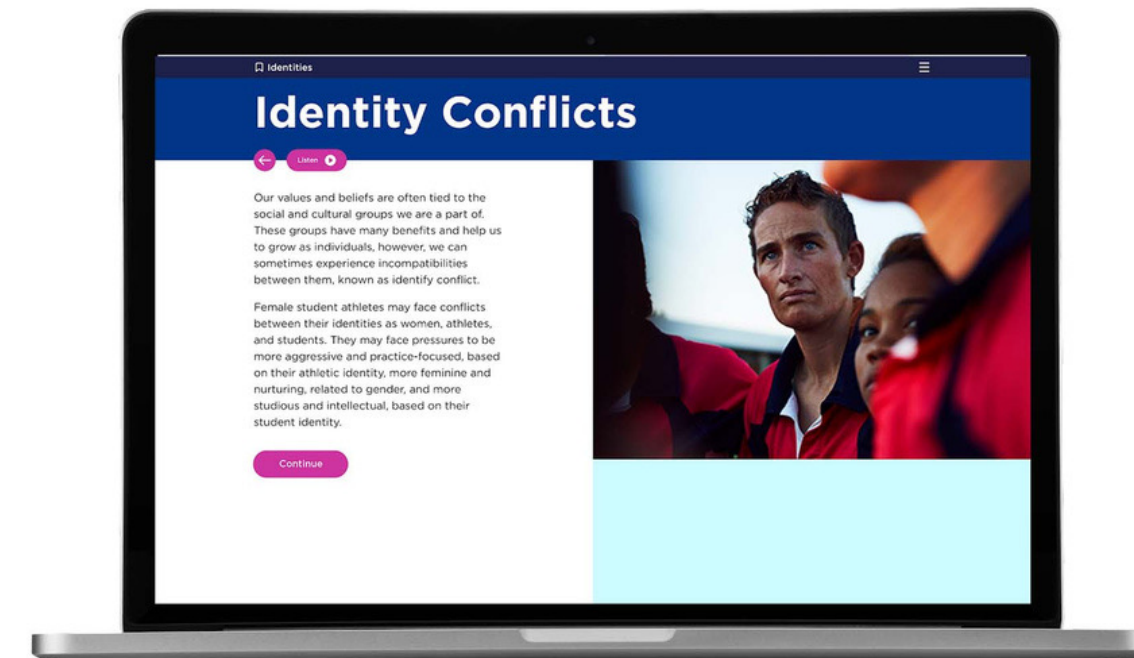 Identities
Identity Conflicts
Listen
Our values and beliefs are often tied to the
social and cultural groups we are a part of.
These groups have many benefits and help us
to grow as individuals, however, we can
sometimes experience incompatibilities
between them, known as identify conflict.
Female student athletes may face conflicts
between their identities as women, athletes,
and students. They may face pressures to be
more aggressive and practice-focused, based
on their athletic identity, more feminine and
nurturing, related to gender, and more
studious and intellectual, based on their
student identity.
Continue